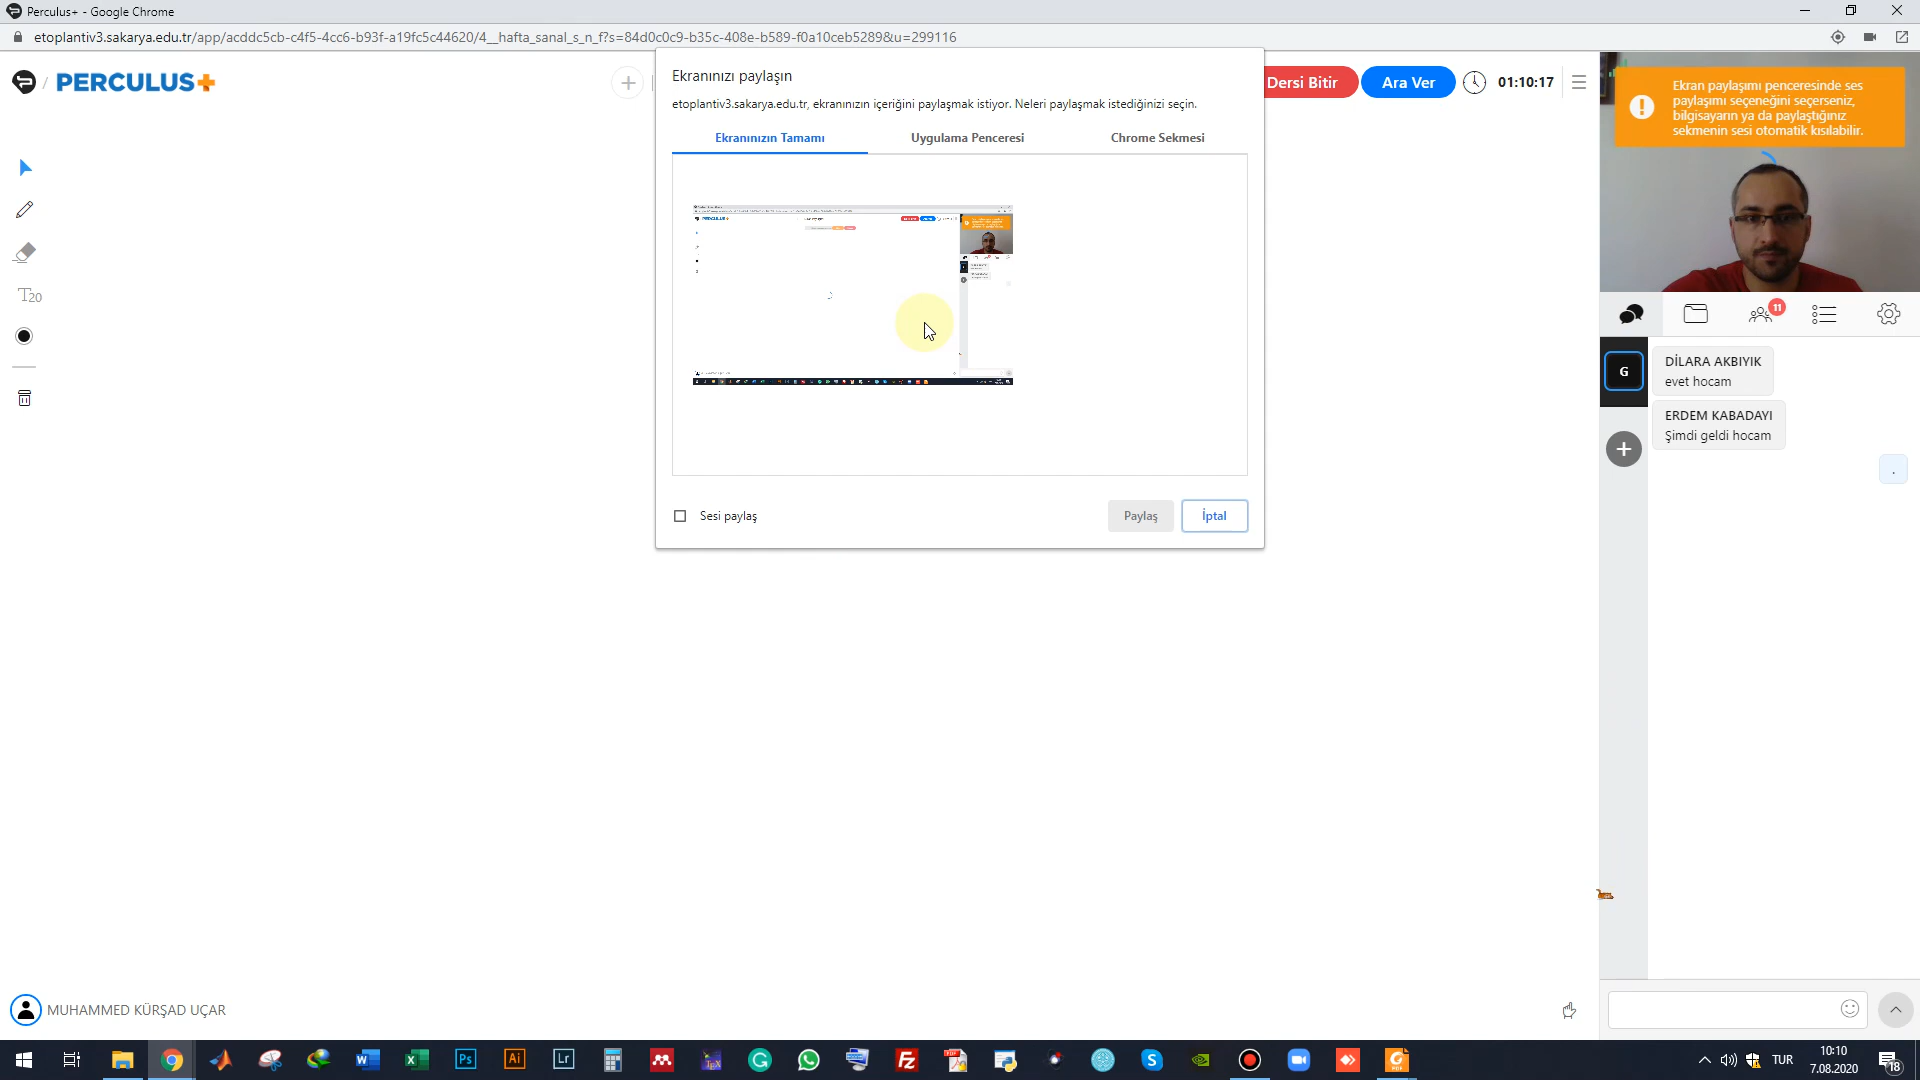 Perculus+ - Google Chrome
etoplantiv3.sakarya.edu.tr/app/acddc5cb-c4f5-4cc6-b93f-a19fc5c44620/4__hafta_sanal_s_n_f?s=84d0c0c9-b35c-408e-b589-f0a10ceb5289&u=299116
PERCULUS+
Ekranınızı paylaşın
etoplantiv3.sakarya.edu.tr, ekranınızın içeriğini paylaşmak istiyor. Neleri paylaşmak istediğinizi seçin.
Ekranınızın Tamamı
Uygulama Penceresi
Chrome Sekmesi
Sesi paylaş
Paylaş
İptal
Dersi Bitir
Ara Ver
01:10:17
Ekran paylaşımı penceresinde ses
paylaşımı seçeneğini seçerseniz,
bilgisayarın ya da paylaştığınız
sekmenin sesi otomatik kısılabilir.
11
T20
G
DİLARA AKBIYIK
evet hocam
ERDEM KABADAYI
Şimdi geldi hocam
.
MUHAMMED KÜRŞAD UÇAR
Ps
Ai
Lr
TUR
10:10
7.08.2020
18